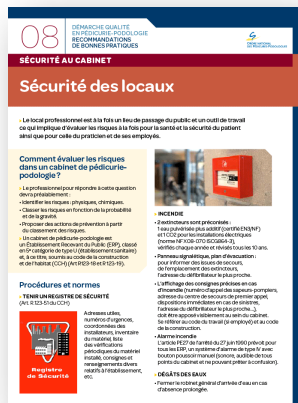 08
DÉMARCHE QUALITÉ
EN PÉDICURIE-PODOLOGIE
RECOMMANDATIONS
DE BONNES PRATIQUES
ORDRE NATIONAL
DES PÉDICURES-PODOLOGUES
SÉCURITÉ AU CABINET
Sécurité des locaux
Le local professionnel est à la fois un lieu de passage du public et un outil de travail
ce qui implique d'évaluer les risques à la fois pour la santé et la sécurité du patient
ainsi que pour celle du praticien et de ses employés.
Comment évaluer les risques
dans un cabinet de pédicurie-
podologie ?
Le professionnel pour répondre à cette question
devra préalablement :
• Identifier les risques : physiques, chimiques.
• Classer les risques en fonction de la probabilité
et de la gravité.
• Proposer des actions de prévention à partir
du classement des risques.
Un cabinet de pédicurie-podologie est
un Établissement Recevant du Public (ERP), classé
en 5e catégorie de type U (établissement sanitaire)
et, à ce titre, soumis au code de la construction
et de l'habitat (CCH) (Art R123-18 et R123-19).
Procédures et normes
TENIR UN REGISTRE DE SÉCURITÉ
(Art. R 123-51 du CCH)
Registre
de Sécurité
Adresses utiles,
numéros d'urgences,
coordonnées des
installateurs, inventaire
du matériel, liste
des vérifications
périodiques du matériel
installé, consignes et
renseignements divers
relatifs à l'établissement,
etc.
INCENDIE
• 2 extincteurs sont préconisés :
1 eau pulvérisée plus additif (certifié EN3/NF)
et 1 CO2 pour les installations électriques
(norme NF X 08-070 ISO3864-3),
vérifiés chaque année et révisés tous les 10 ans.
• Panneau signalétique, plan d'évacuation :
pour informer des issues de secours,
de l'emplacement des extincteurs,
l'adresse du défibrillateur le plus proche.
• L'affichage des consignes précises en cas
d'incendie (numéro d'appel des sapeurs-pompiers,
adresse du centre de secours de premier appel,
dispositions immédiates en cas de sinistres,
l'adresse du défibrillateur le plus proche...),
doit être apposé visiblement au sein du cabinet.
Se référer au code du travail (si employé) et au code
de la construction.
• Alarme incendie
L'article PE27 de l'arrêté du 27 juin 1990 prévoit pour
tous les ERP, un système d'alarme de type IV avec
bouton poussoir manuel (sonore, audible de tous
points du cabinet et ne pouvant prêter à confusion).
DÉGÂTS DES EAUX
• Fermer le robinet général d'arrivée d'eau en cas
d'absence prolongée.